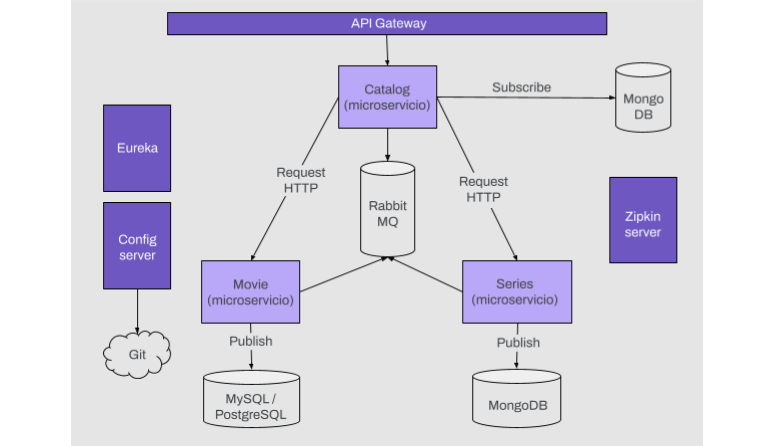 API Gateway
Catalog
(microservicio)
Subscribe
Mongo
DB
Eureka
Request
HTTP
Request
HTTP
Rabbit
MQ
Zipkin
server
Config
server
Movie
(microservicio)
Series
(microservicio)
Publish
Publish
Git
MySQL /
PostgreSQL
MongoDB